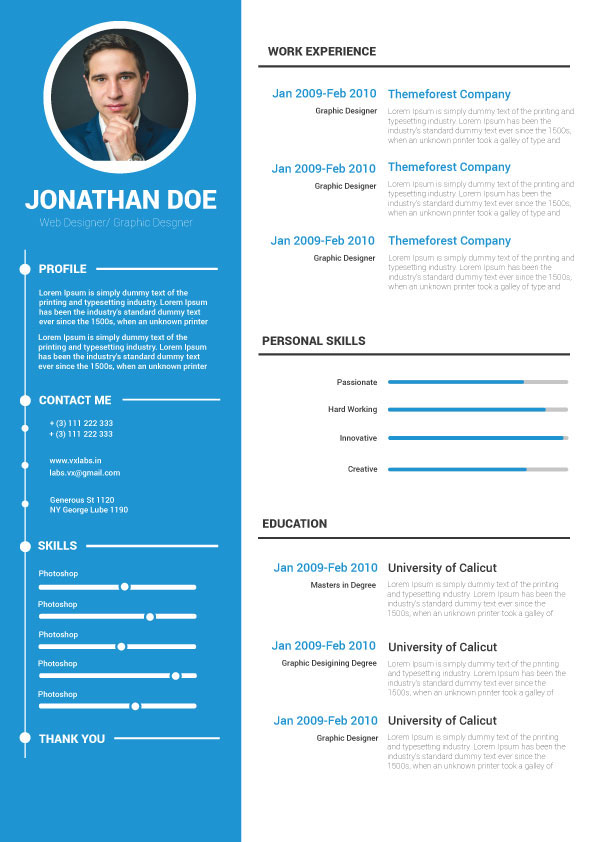 JONATHAN DOE
Web Designer/ Graphic Desgner
PROFILE
Lorem Ipsum is simply dummy text of the
printing and typesetting industry. Lorem Ipsum
has been the industry's standard dummy text
ever since the 1500s, when an unknown printer
Lorem Ipsum is simply dummy text of the
printing and typesetting industry. Lorem Ipsum
has been the industry's standard dummy text
ever since the 1500s, when an unknown printer
CONTACT ME
+ (3) 111 222 333
+ (3) 111 222 333
www.vxlabs.in
labs.vx@gmail.com
Generous St 1120
NY George Lube 1190
SKILLS
Photoshop
Photoshop
Photoshop
Photoshop
Photoshop
THANK YOU
WORK EXPERIENCE
Jan 2009-Feb 2010
Graphic Designer
Themeforest Company
Lorem Ipsum is simply dummy text of the printing and
typesetting industry. Lorem Ipsum has been the
industry's standard dummy text ever since the 1500s,
when an unknown printer took a galley of type and
Jan 2009-Feb 2010
Graphic Designer
Themeforest Company
Lorem Ipsum is simply dummy text of the printing and
typesetting industry. Lorem Ipsum has been the
industry's standard dummy text ever since the 1500s,
when an unknown printer took a galley of type and
Jan 2009-Feb 2010
Graphic Designer
Themeforest Company
Lorem Ipsum is simply dummy text of the printing and
typesetting industry. Lorem Ipsum has been the
industry's standard dummy text ever since the 1500s,
when an unknown printer took a galley of type and
PERSONAL SKILLS
Passionate
Hard Working
Innovative
Creative
EDUCATION
Jan 2009-Feb 2010
Masters in Degree
University of Calicut
Lorem Ipsum is simply dummy text of the printing and
typesetting industry. Lorem Ipsum has been the
industry's standard dummy text ever since the 1500s,
when an unknown printer took a galley of
Jan 2009-Feb 2010
Graphic Desigining Degree
University of Calicut
Lorem Ipsum is simply dummy text of the printing and
typesetting industry. Lorem Ipsum has been the
industry's standard dummy text ever since the 1500s,
when an unknown printer took a galley of
Jan 2009-Feb 2010
Graphic Designer
University of Calicut
Lorem Ipsum is simply dummy text of the printing and
typesetting industry. Lorem Ipsum has been the
industry's standard dummy text ever since the 1500s,
when an unknown printer took a galley of